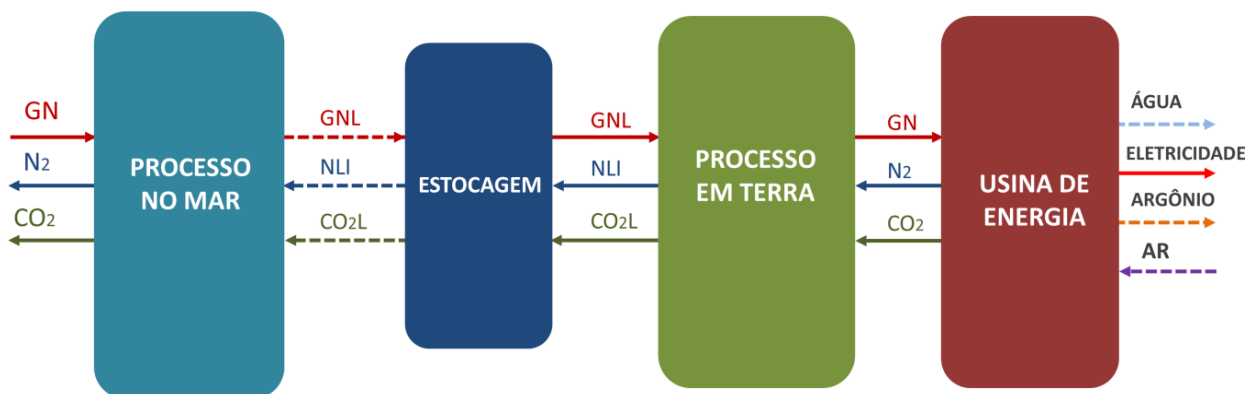 GN
N2
CO2
PROCESSO
NO MAR
GNL
NLI
CO2L
ESTOCAGEM
GNL
NLI
CO2L
PROCESSO
EM TERRA
GN
N2
CO2
USINA DE
ENERGIA
ÁGUA
ELETRICIDADE
ARGÔNIO
AR